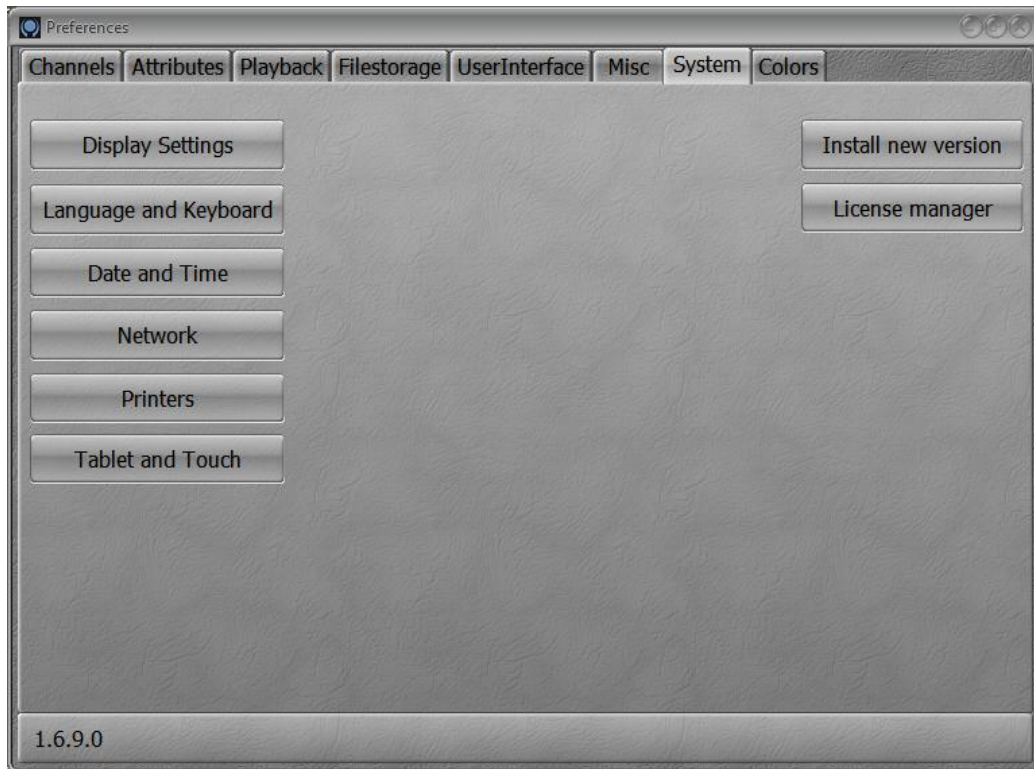 Preferences
Channels Attributes Playback Filestorage UserInterface Misc System Colors
Display Settings
Install new version
Language and Keyboard
License manager
Date and Time
Network
Printers
Tablet and Touch
1.6.9.0